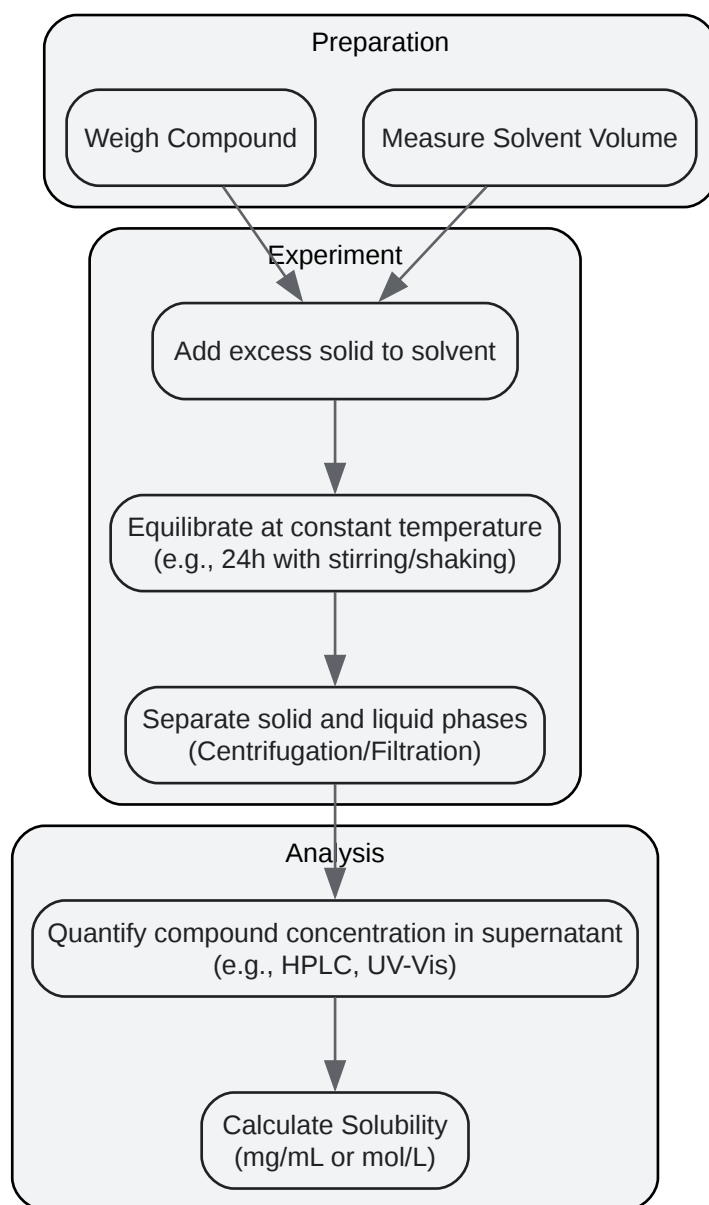 Preparation
Weigh Compound
Measure Solvent Volume
Experiment
Add excess solid to solvent
Equilibrate at constant temperature
(e.g., 24h with stirring/shaking)
Separate solid and liquid phases
(Centrifugation/Filtration)
Analysis
Quantify compound concentration in supernatant
(e.g., HPLC, UV-Vis)
Calculate Solubility
(mg/mL or mol/L)